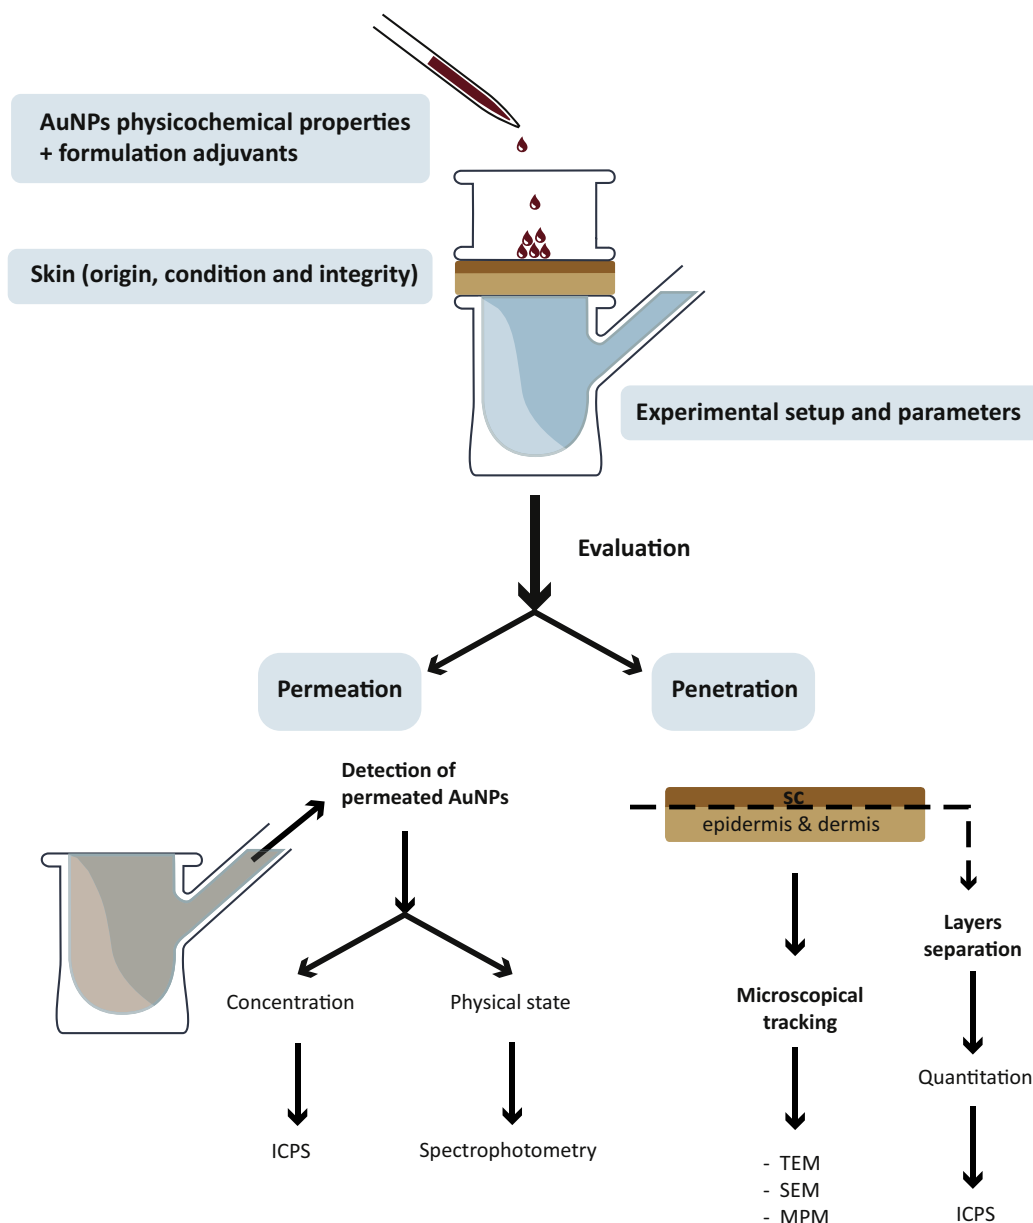 AuNPs physicochemical properties
+ formulation adjuvants
Skin (origin, condition and integrity)
Experimental setup and parameters
Evaluation
Permeation
Penetration
Detection of
permeated AuNPs
SC
epidermis & dermis
Layers
separation
Concentration
Physical state
Microscopical
tracking
Quantitation
ICPS
Spectrophotometry
- TEM
- SEM
- MPM
ICPS